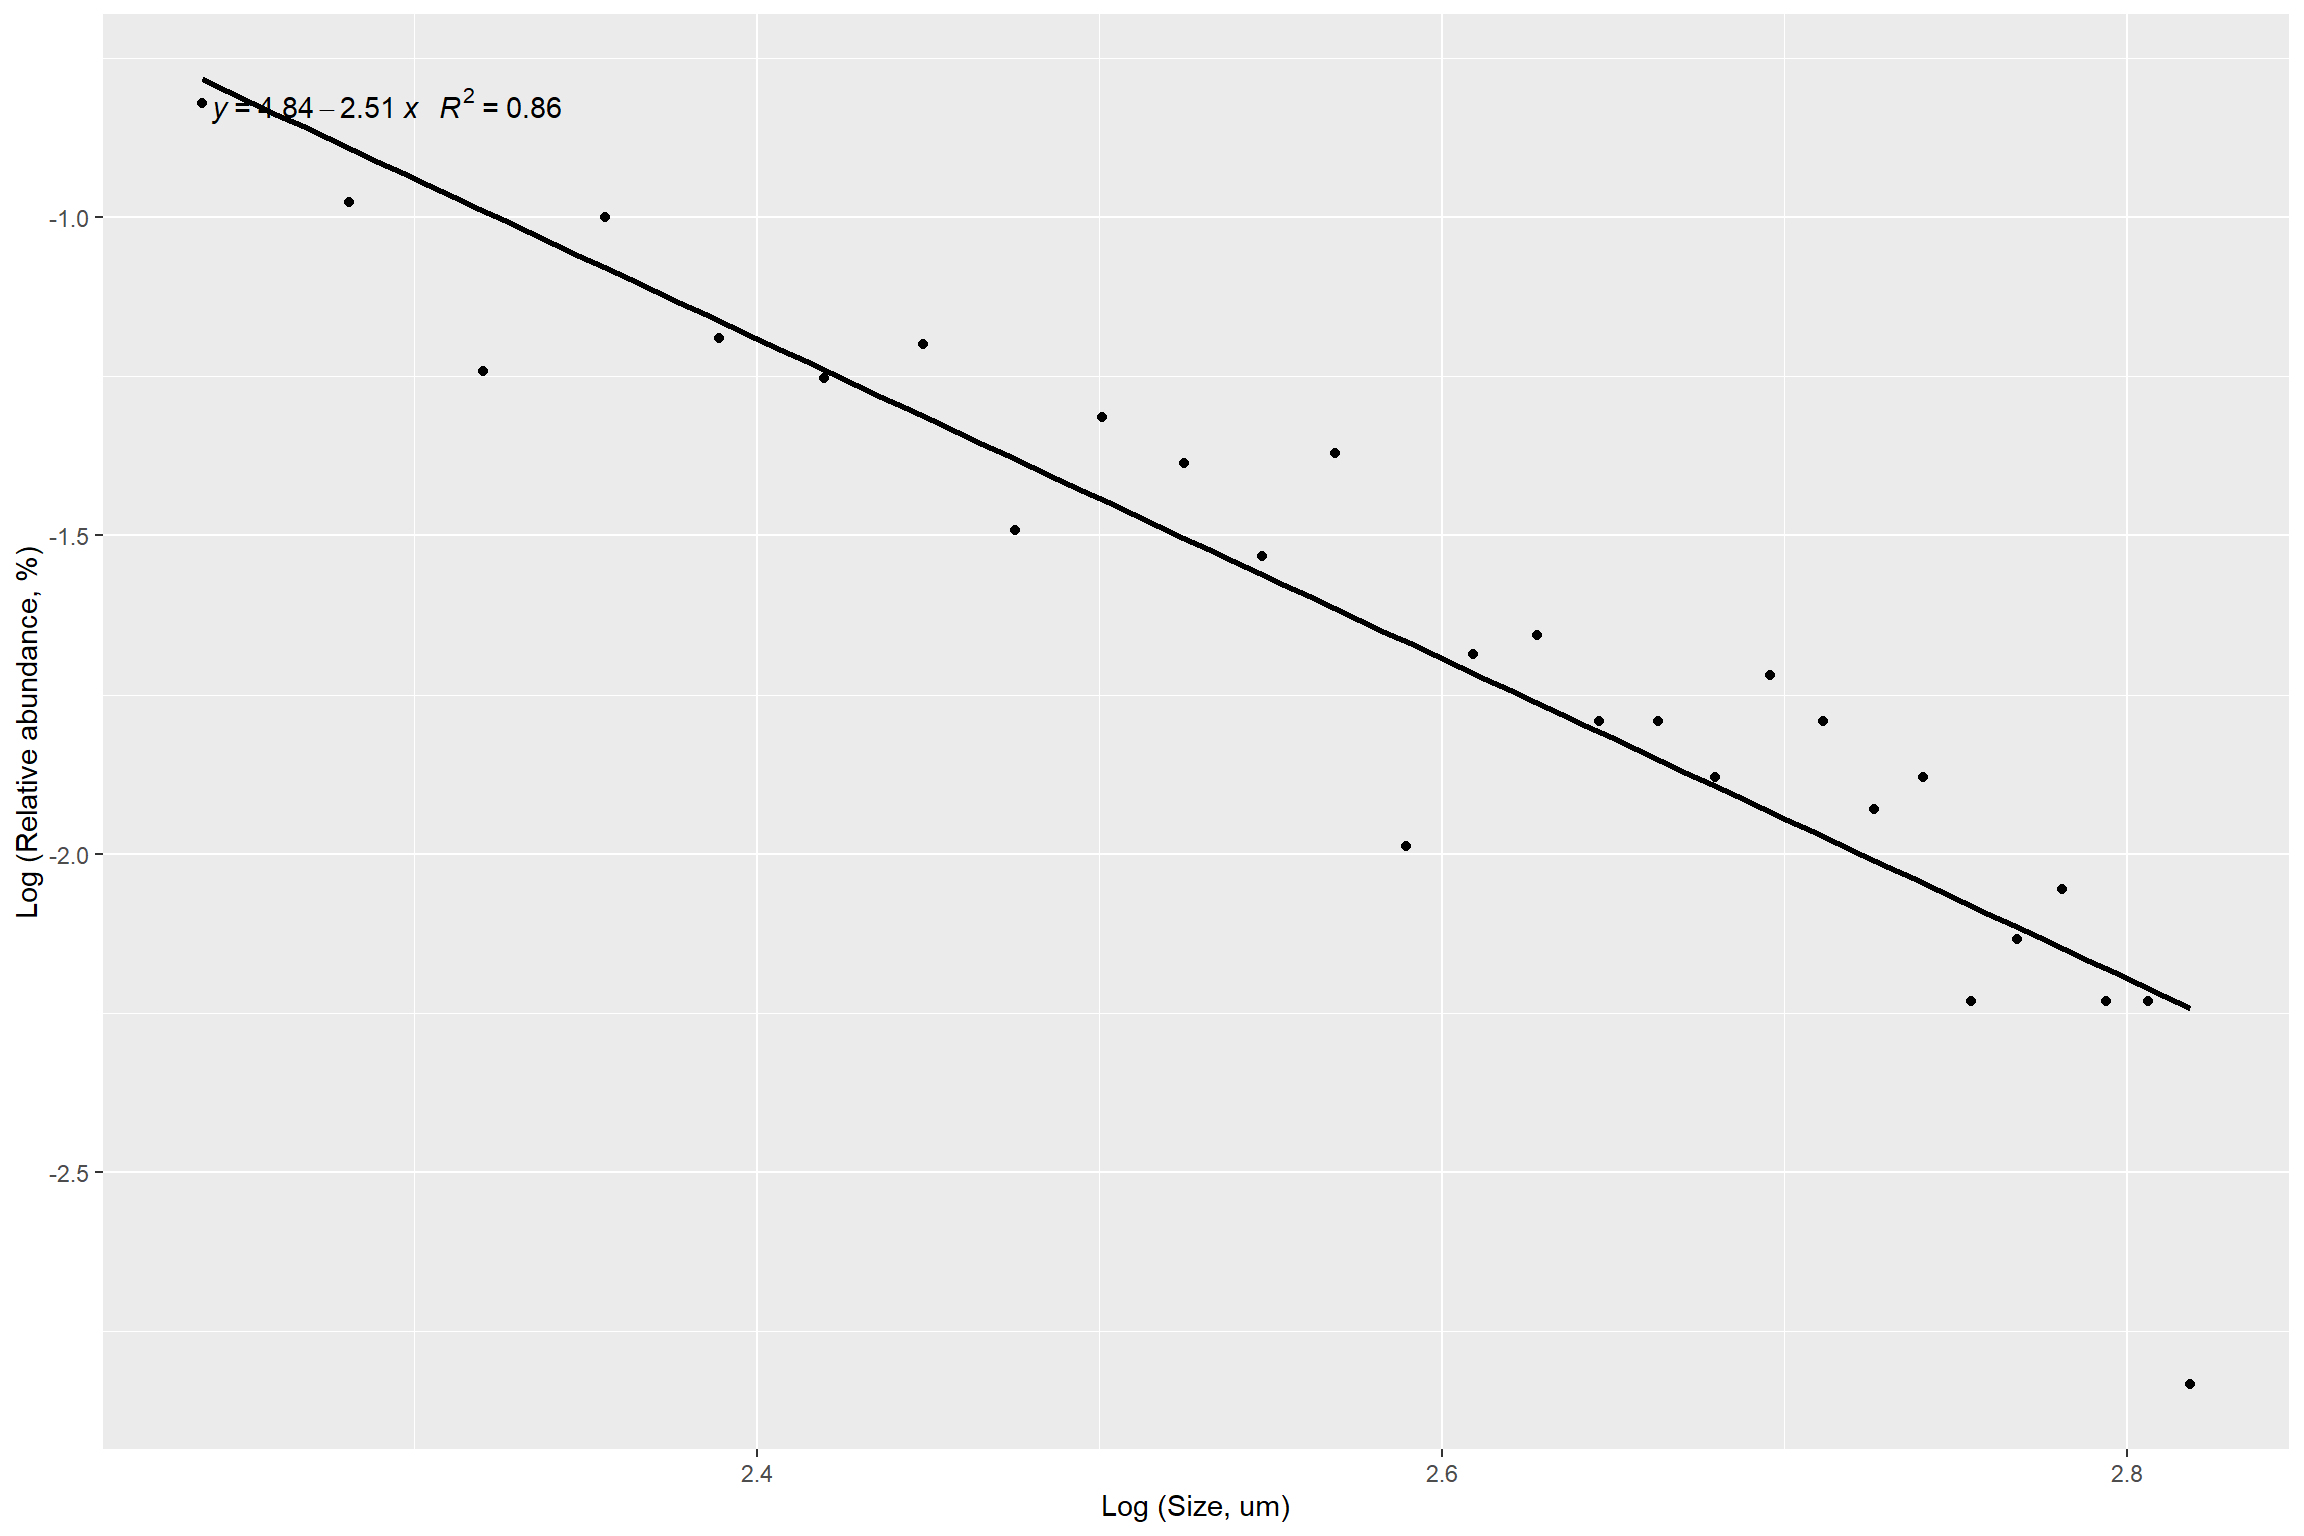 y = 4.84 − 2.51 x R² = 0.86
-1.0
-1.5
-2.0
-2.5
Log (Relative abundance, %)
2.4 2.6 2.8
Log (Size, um)